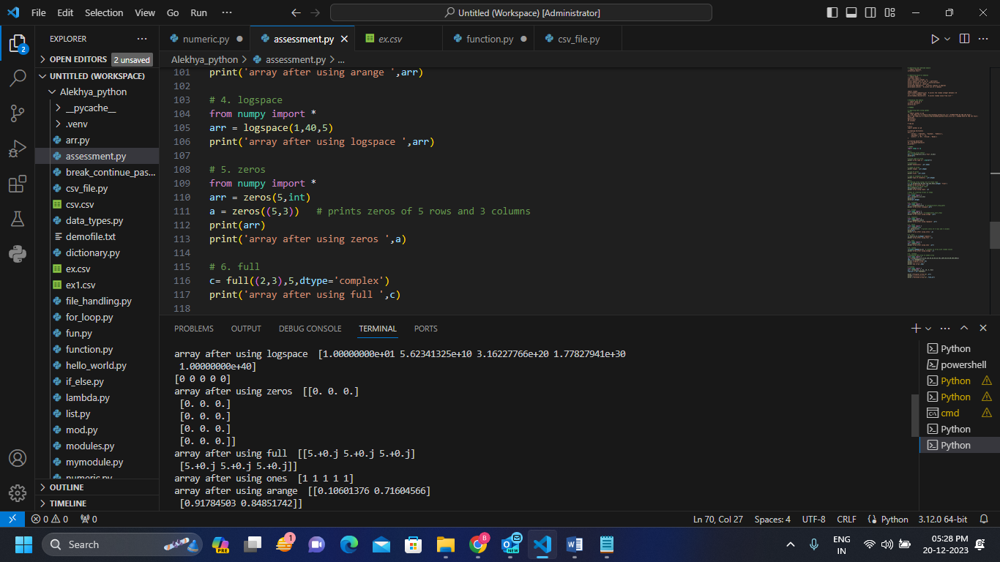 File Edit Selection View Go Run ··· Untitled (Workspace) [Administrator]
EXPLORER ···
OPEN EDITORS 2 unsaved
UNTITLED (WORKSPACE)
Alekhya_python
__pycache__
.venv
arr.py
assessment.py
break_continue_pas...
csv_file.py
csv.csv
data_types.py
demofile.txt
dictionary.py
ex.csv
ex1.csv
file_handling.py
for_loop.py
fun.py
function.py
hello_world.py
if_else.py
lambda.py
list.py
mod.py
modules.py
mymodule.py
numeric.py
OUTLINE
TIMELINE
2
numeric.py assessment.py ex.csv function.py csv_file.py
Alekhya_python > assessment.py > ...
101 print('array after using arange ',arr)
102
103 # 4. logspace
104 from numpy import *
105 arr = logspace(1,40,5)
106 print('array after using logspace ',arr)
107
108 # 5. zeros
109 from numpy import *
110 arr = zeros(5,int)
111 a = zeros((5,3)) # prints zeros of 5 rows and 3 columns
112 print(arr)
113 print('array after using zeros ',a)
114
115 # 6. full
116 c= full((2,3),5,dtype='complex')
117 print('array after using full ',c)
118
PROBLEMS OUTPUT DEBUG CONSOLE TERMINAL PORTS
array after using logspace [1.00000000e+01 5.62341325e+10 3.16227766e+20 1.77827941e+30
1.00000000e+40]
[0 0 0 0 0]
array after using zeros [[0. 0. 0.]
[0. 0. 0.]
[0. 0. 0.]
[0. 0. 0.]
[0. 0. 0.]]
array after using full [[5.+0.j 5.+0.j 5.+0.j]
[5.+0.j 5.+0.j 5.+0.j]]
array after using ones [1 1 1 1 1]
array after using arange [[0.10601376 0.71604566]
[0.91784503 0.84851742]]
Python
powershell
Python
Python
cmd
Python
Python
0 0 0 Ln 70, Col 27 Spaces: 4 UTF-8 CRLF Python 3.12.0 64-bit
Search PRE 1 B NEW ENG
IN
05:28 PM
20-12-2023